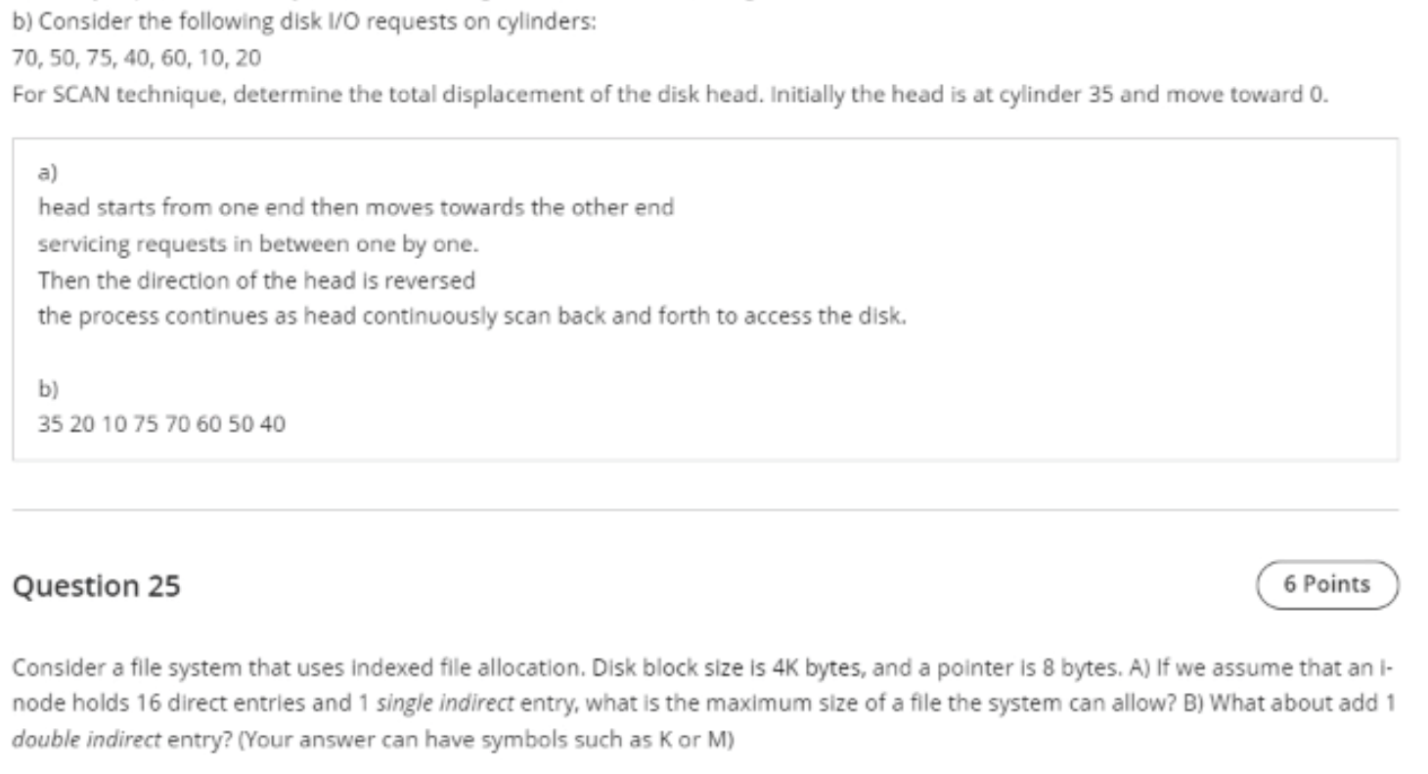 b) Consider the following disk I/O requests on cylinders:
70, 50, 75, 40, 60, 10, 20
For SCAN technique, determine the total displacement of the disk head. Initially the head is at cylinder 35 and move toward 0.
a)
head starts from one end then moves towards the other end
servicing requests in between one by one.
Then the direction of the head is reversed
the process continues as head continuously scan back and forth to access the disk.
b)
35 20 10 75 70 60 50 40
Question 25
6 Points
Consider a file system that uses indexed file allocation. Disk block size is 4K bytes, and a pointer is 8 bytes. A) If we assume that an i-
node holds 16 direct entries and 1 single indirect entry, what is the maximum size of a file the system can allow? B) What about add 1
double indirect entry? (Your answer can have symbols such as K or M)